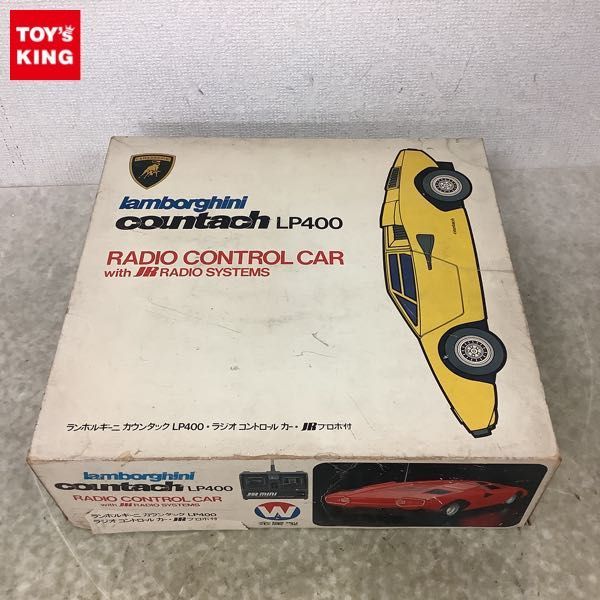 TOY's
KING
lamborghini
countach LP400
RADIO CONTROL CAR
with JR RADIO SYSTEMS
countach
ランボルギーニ カウンタック LP400・ラジオ コントロール カー・JRプロポ付
lamborghini
countach LP400
RADIO CONTROL CAR
with JR RADIO SYSTEMS
ランボルギーニ カウンタック LP400
ラジオ コントロール カー・JRプロポ付
JR MINI
W